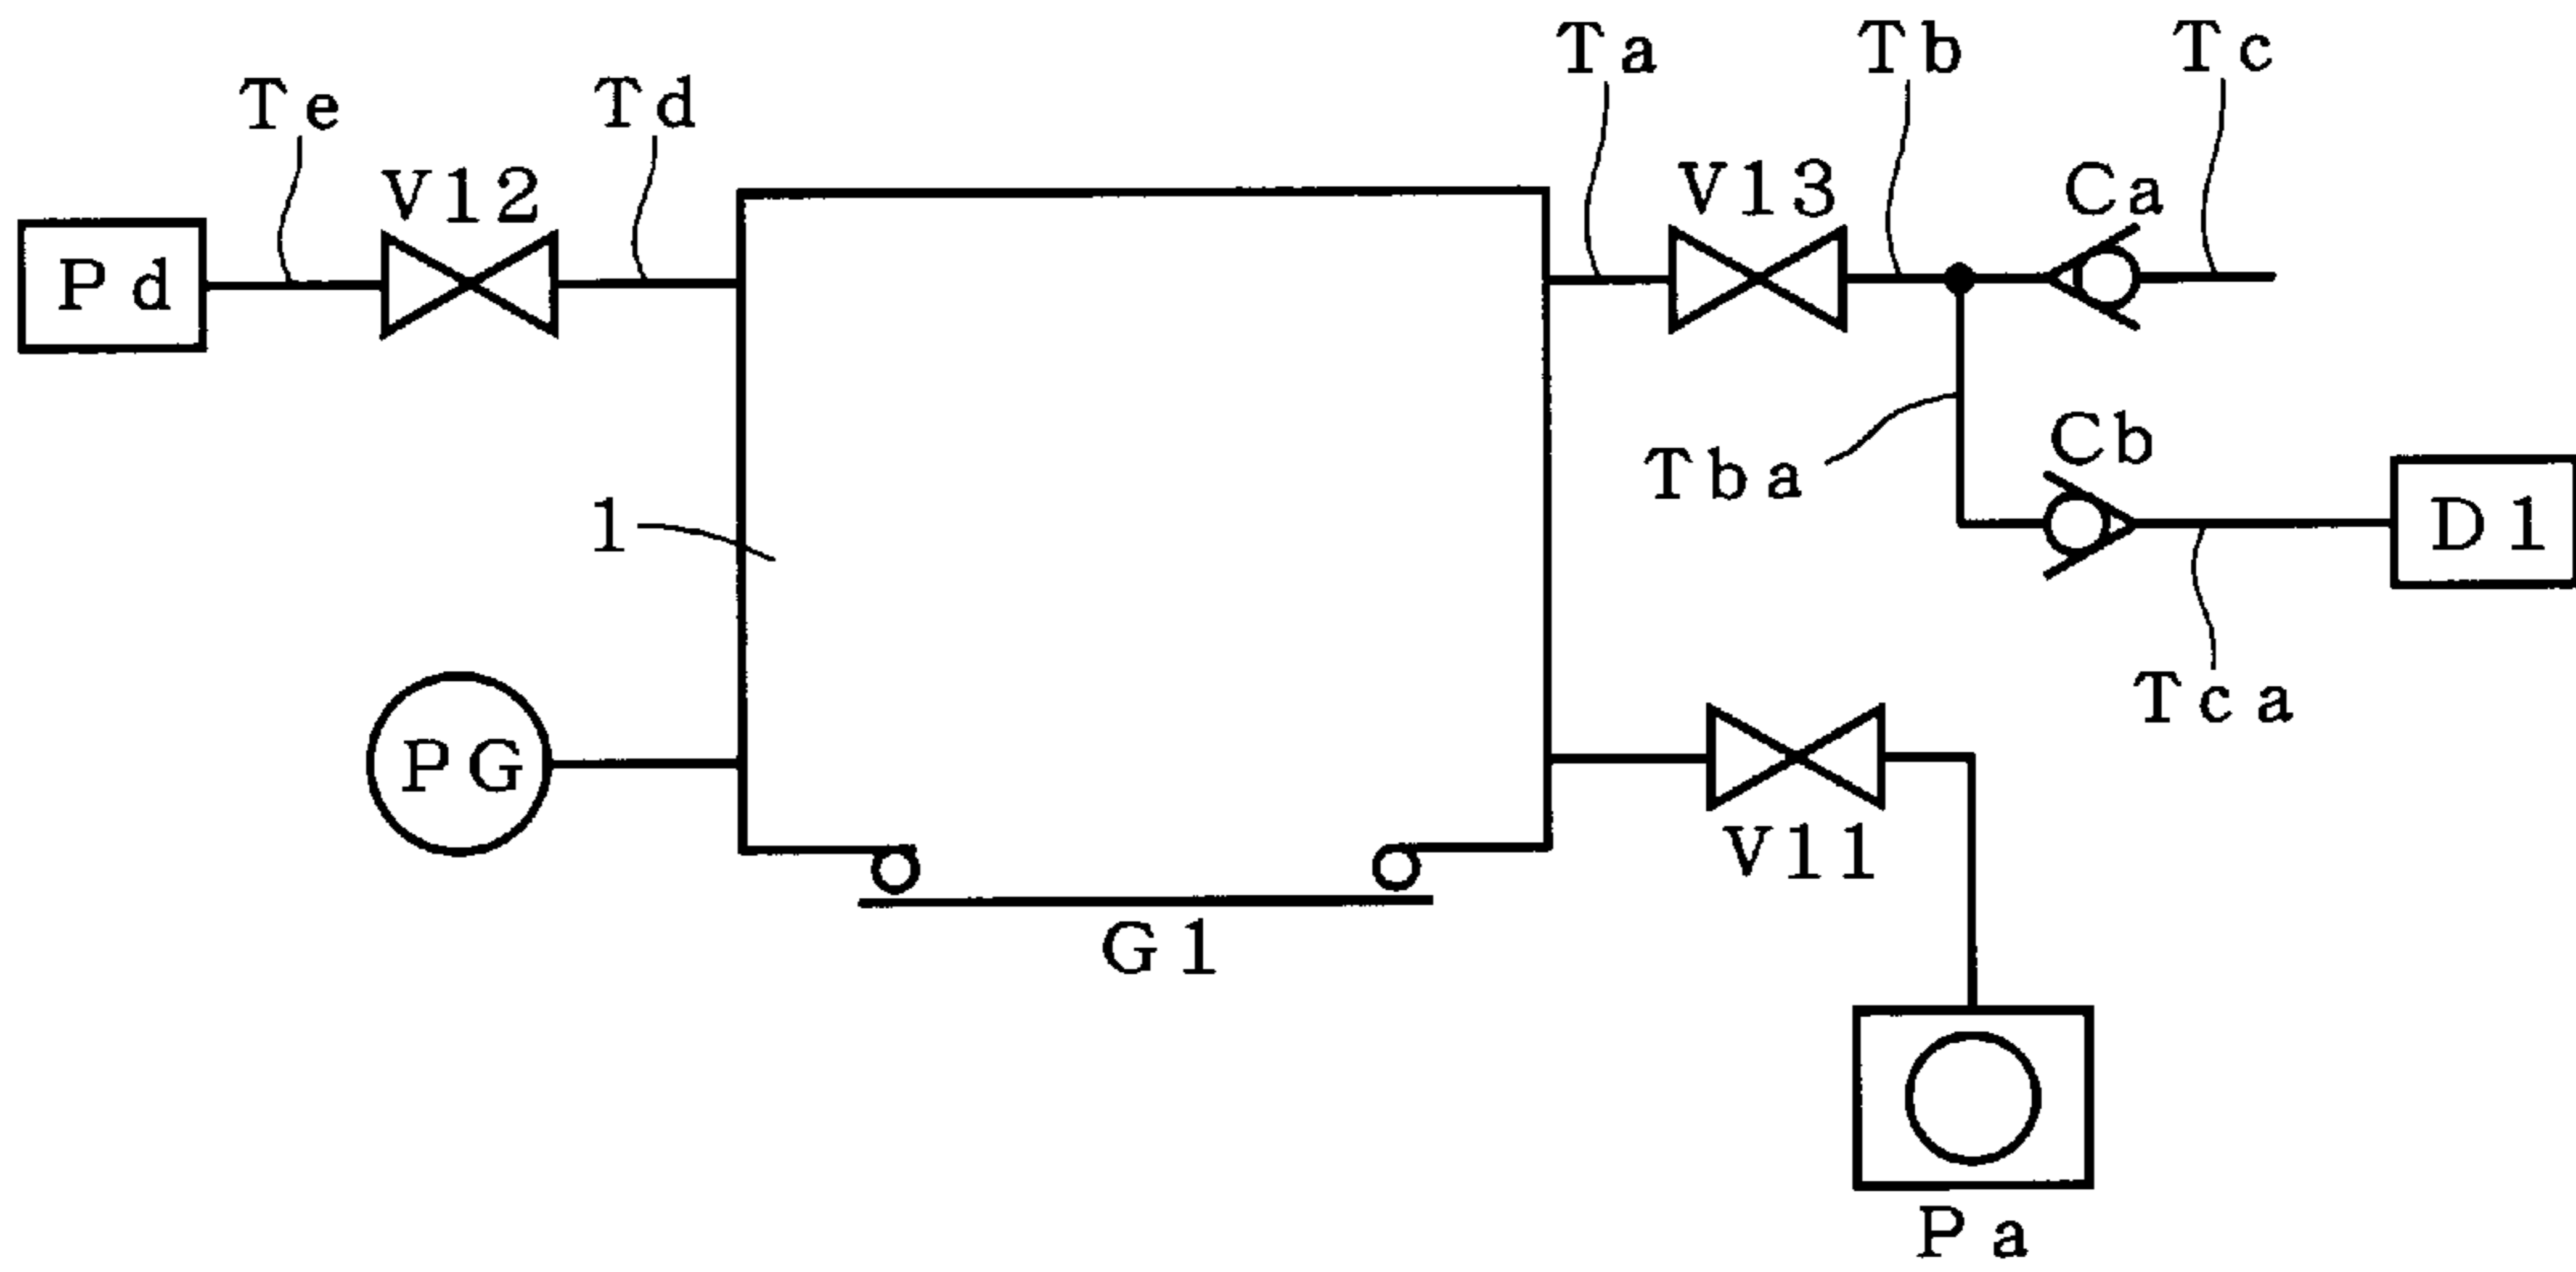 Ta Tb Tc
Te Td
V12 V13 Ca
Pd
Cb
Tba
1 D1
Tca
PG
V11
G1
Pa